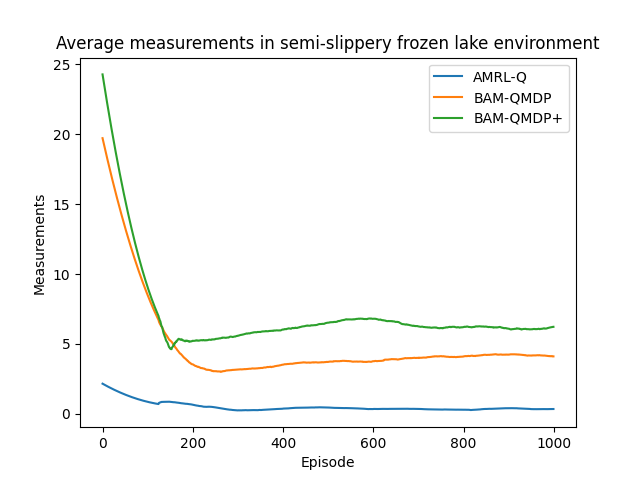 Average measurements in semi-slippery frozen lake environment
AMRL-Q
BAM-QMDP
BAM-QMDP+
Measurements
25
20
15
10
5
0
0 200 400 600 800 1000
Episode